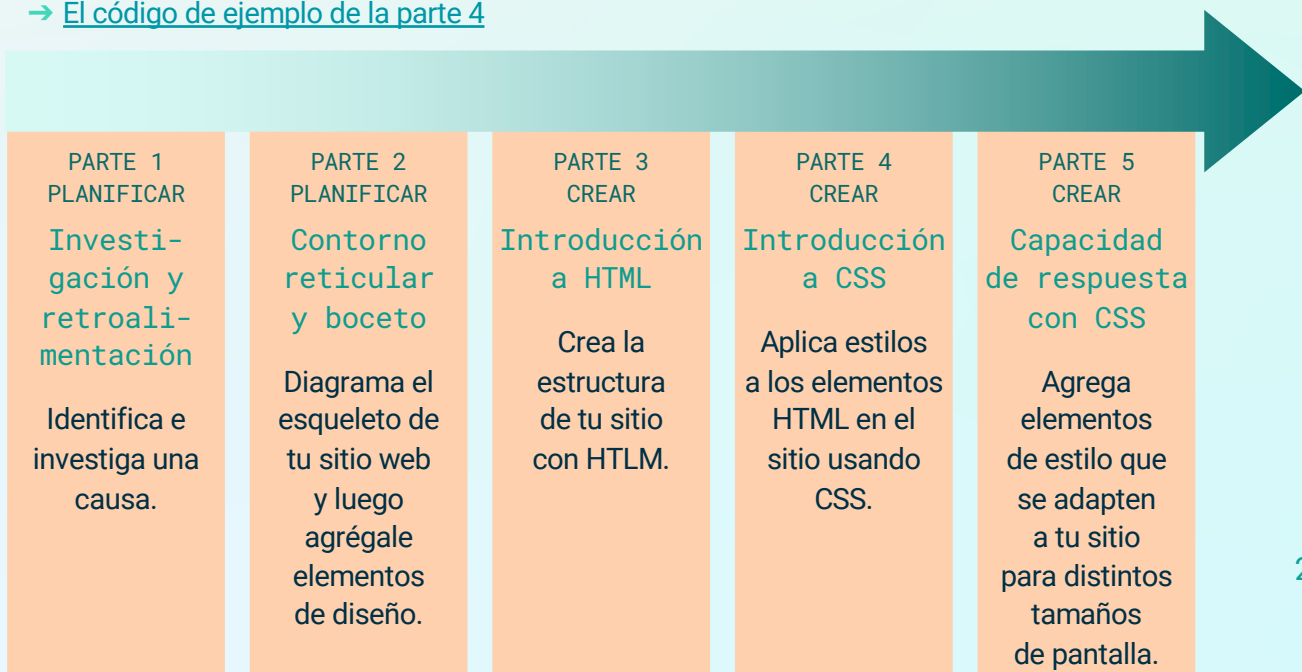 ➔ El código de ejemplo de la parte 4
PARTE 1
PLANIFICAR
Investi-
gación y
retroali-
mentación
Identifica e
investiga una
causa.
PARTE 2
PLANIFICAR
Contorno
reticular
y boceto
Diagrama el
esqueleto de
tu sitio web
y luego
agrégale
elementos
de diseño.
PARTE 3
CREAR
Introducción
a HTML
Crea la
estructura
de tu sitio
con HTLM.
PARTE 4
CREAR
Introducción
a CSS
Aplica estilos
a los elementos
HTML en el
sitio usando
CSS.
PARTE 5
CREAR
Capacidad
de respuesta
con CSS
Agrega
elementos
de estilo que
se adapten
a tu sitio
para distintos
tamaños
de pantalla.